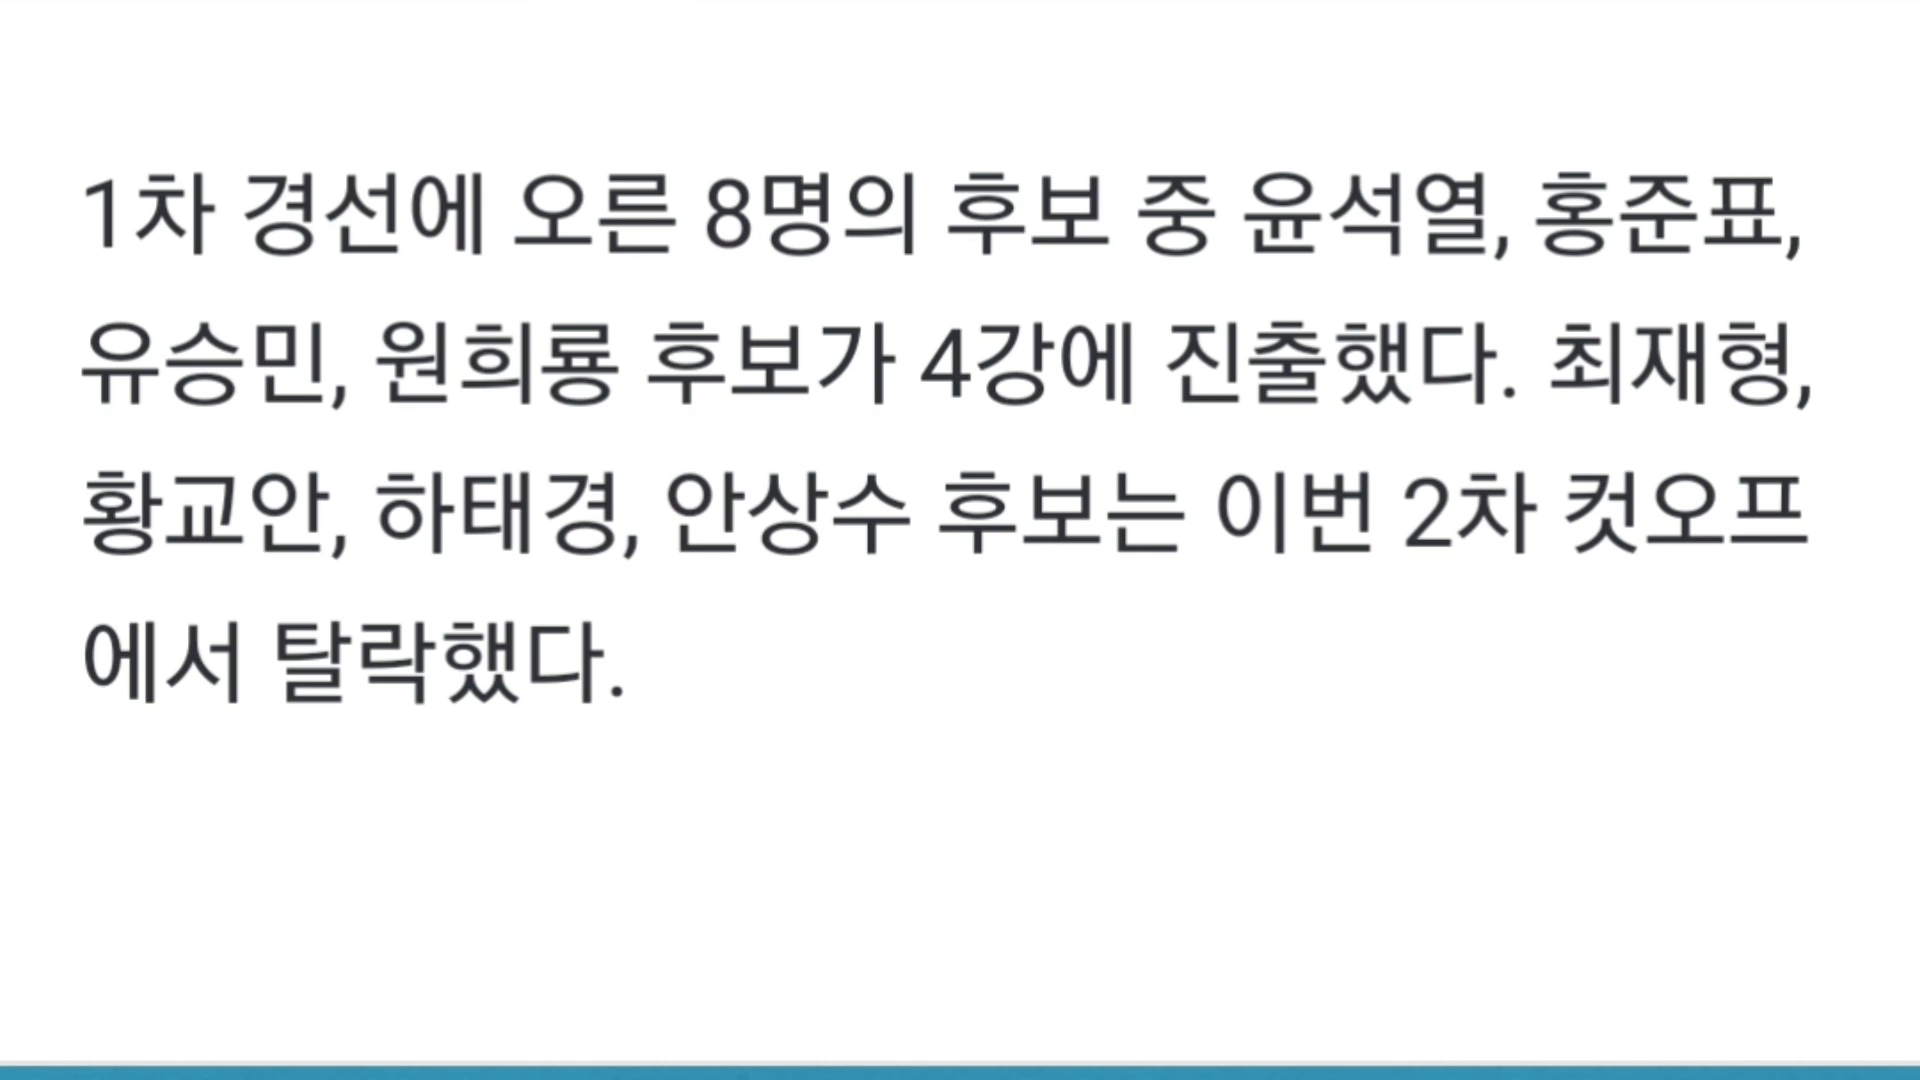 1차 경선에 오른 8명의 후보 중 윤석열, 홍준표,
유승민, 원희룡 후보가 4강에 진출했다. 최재형,
황교안, 하태경, 안상수 후보는 이번 2차 컷오프
에서 탈락했다.